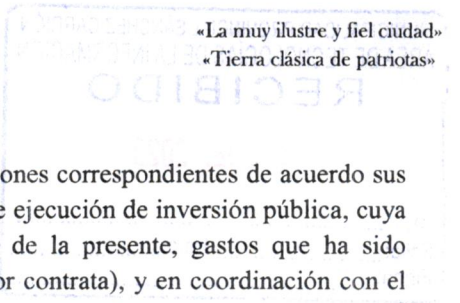 «La muy ilustre y fiel ciudad»
«Tierra clásica de patriotas»
RECIBIDO
ones correspondientes de acuerdo sus
e ejecución de inversión pública, cuya
de la presente, gastos que ha sido
or contrata), y en coordinación con el